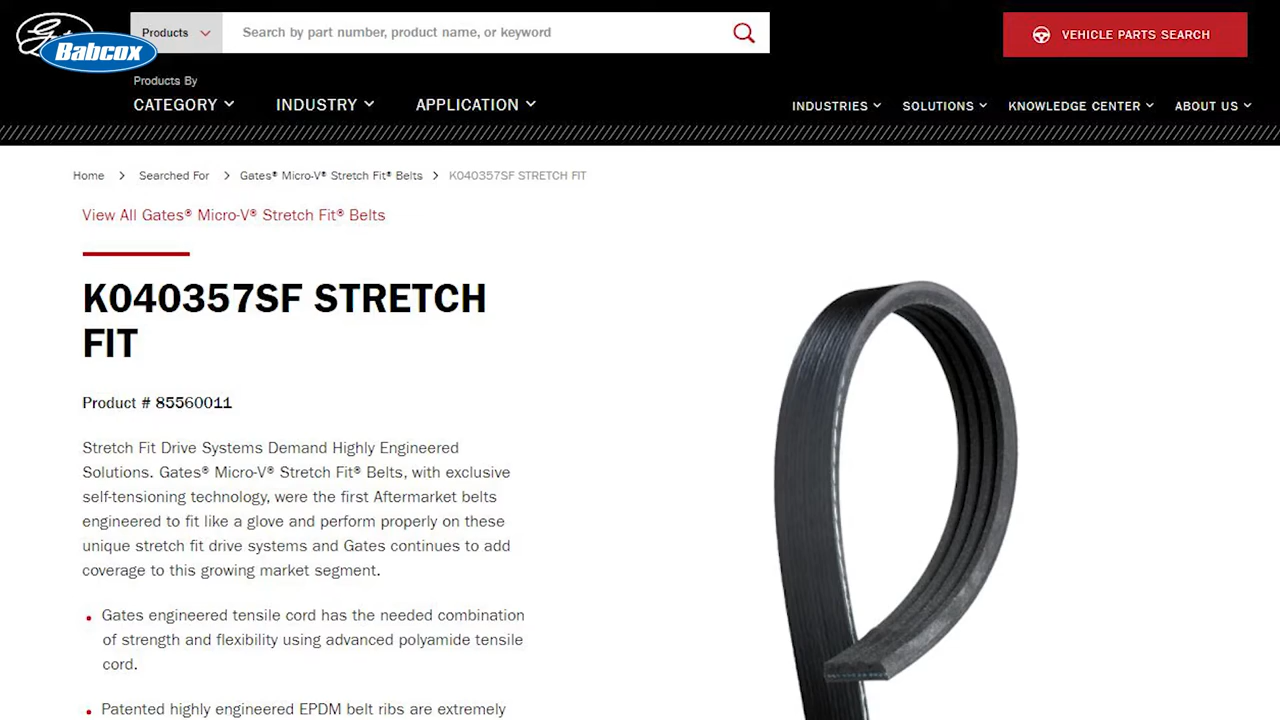 Gates
Babcox
Products
Search by part number, product name, or keyword
VEHICLE PARTS SEARCH
Products By
CATEGORY
INDUSTRY
APPLICATION
INDUSTRIES
SOLUTIONS
KNOWLEDGE CENTER
ABOUT US
Home
Searched For
Gates® Micro-V® Stretch Fit® Belts
K040357SF STRETCH FIT
View All Gates® Micro-V® Stretch Fit® Belts
K040357SF STRETCH
FIT
Product # 85560011
Stretch Fit Drive Systems Demand Highly Engineered
Solutions. Gates® Micro-V® Stretch Fit® Belts, with exclusive
self-tensioning technology, were the first Aftermarket belts
engineered to fit like a glove and perform properly on these
unique stretch fit drive systems and Gates continues to add
coverage to this growing market segment.
Gates engineered tensile cord has the needed combination
of strength and flexibility using advanced polyamide tensile
cord.
Patented highly engineered EPDM belt ribs are extremely